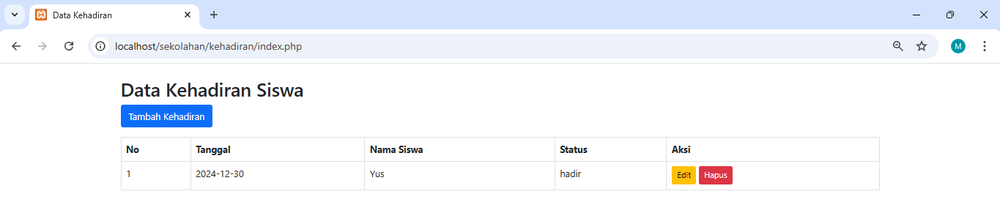 Data Kehadiran
localhost/sekolahan/kehadiran/index.php
M
Data Kehadiran Siswa
Tambah Kehadiran
No Tanggal Nama Siswa Status Aksi
1 2024-12-30 Yus hadir Edit Hapus